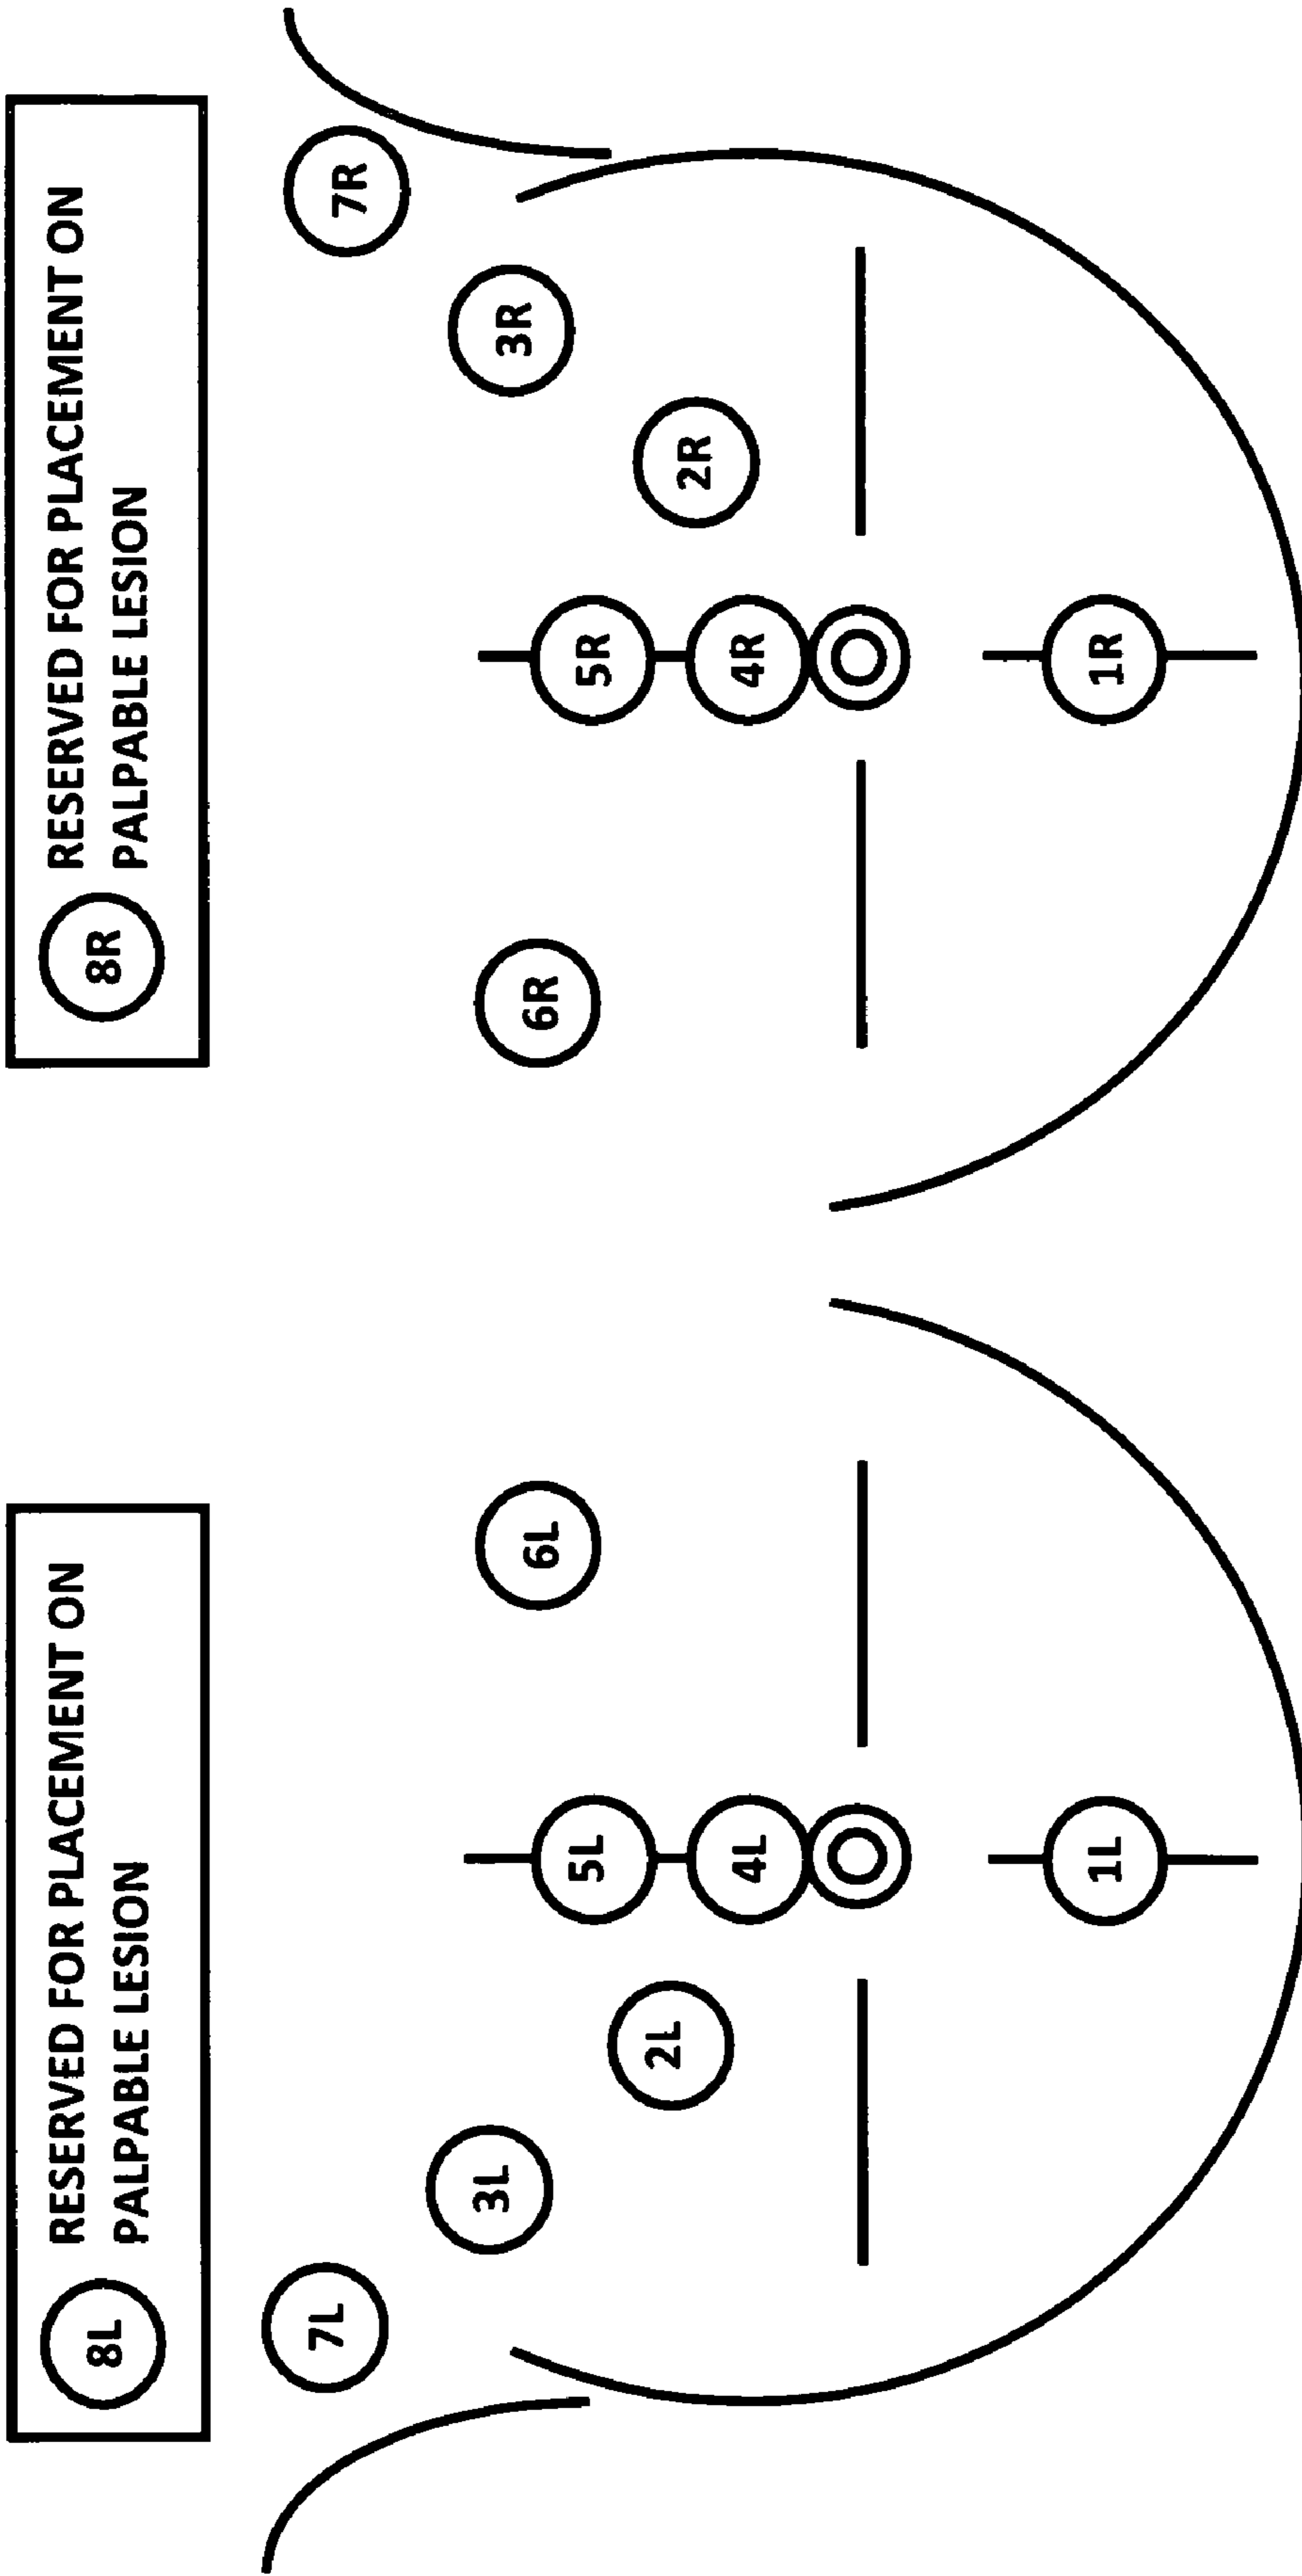 8L
RESERVED FOR PLACEMENT ON
PALPABLE LESION
8R
RESERVED FOR PLACEMENT ON
PALPABLE LESION
7L
7R
3L
3R
6L
6R
5L
5R
2L
2R
4L
4R
1L
1R